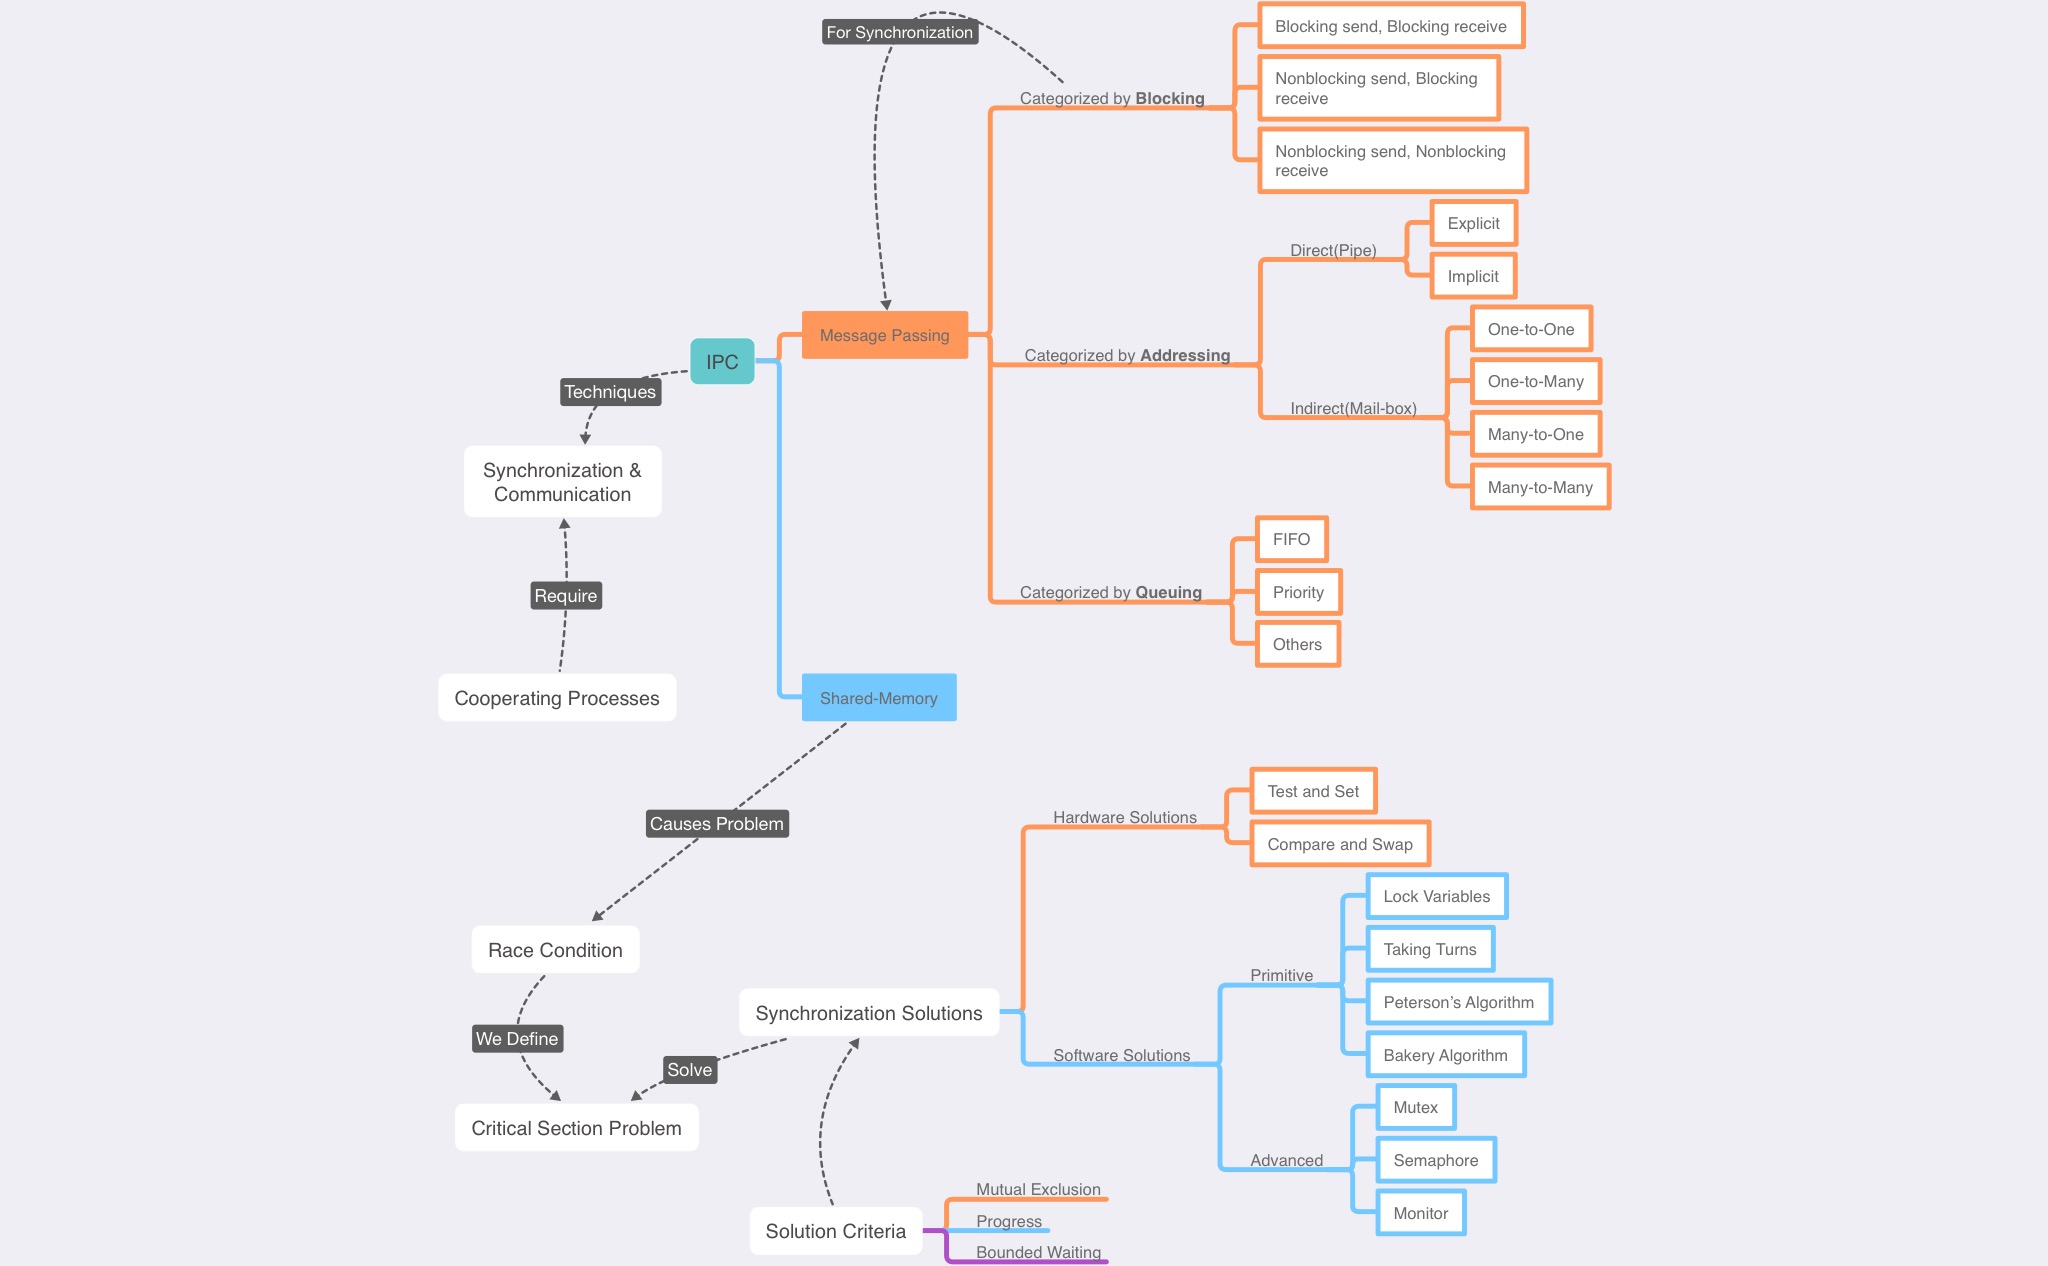 For Synchronization
Categorized by Blocking
Blocking send, Blocking receive
Nonblocking send, Blocking
receive
Nonblocking send, Nonblocking
receive
IPC
Message Passing
Categorized by Addressing
Direct(Pipe)
Explicit
Implicit
Indirect(Mail-box)
One-to-One
One-to-Many
Many-to-One
Many-to-Many
Categorized by Queuing
FIFO
Priority
Others
Techniques
Synchronization &
Communication
Require
Cooperating Processes
Shared-Memory
Causes Problem
Race Condition
We Define
Critical Section Problem
Solve
Synchronization Solutions
Hardware Solutions
Test and Set
Compare and Swap
Software Solutions
Primitive
Lock Variables
Taking Turns
Peterson’s Algorithm
Bakery Algorithm
Advanced
Mutex
Semaphore
Monitor
Solution Criteria
Mutual Exclusion
Progress
Bounded Waiting